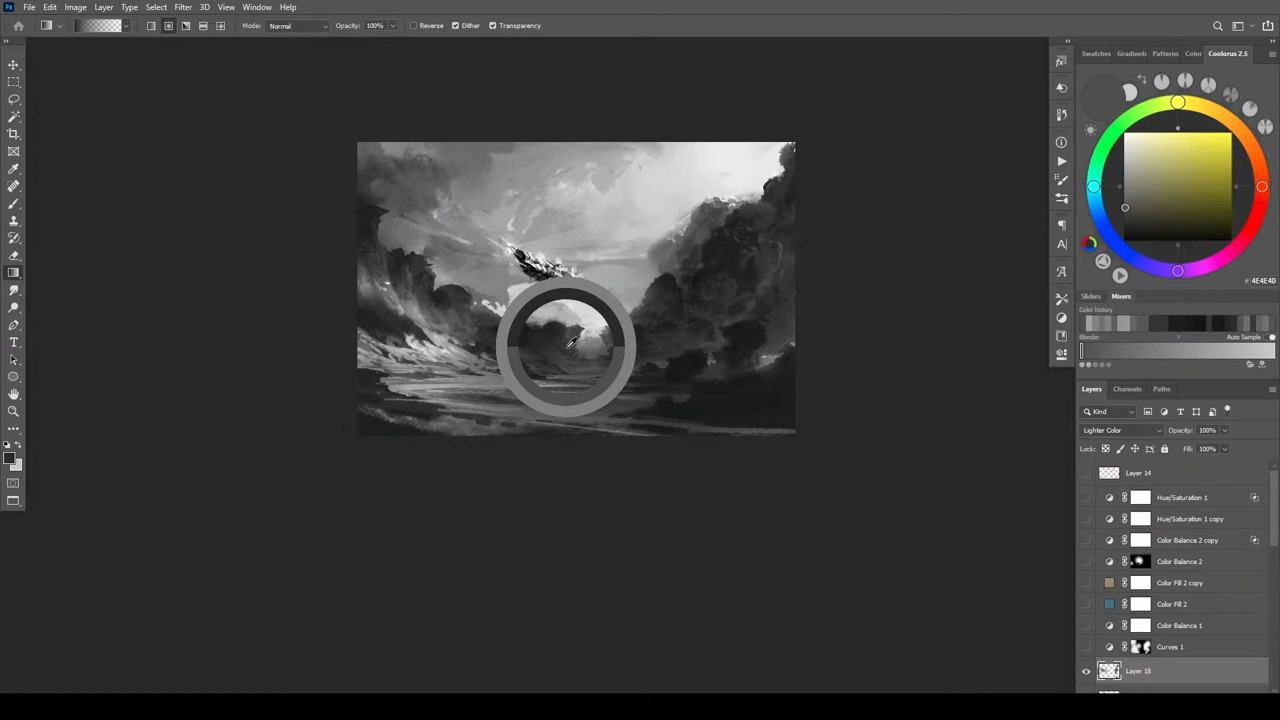 Ps File Edit Image Layer Type Select Filter 3D View Window Help
Mode: Normal Opacity: 100% Reverse Dither Transparency
Swatches Gradient Patterns Color Coolorus 2.5
#4E4E4D
Sliders Mixers
Color history
Blender Auto Sample
Layers Channels Paths
Kind
Lighter Color Opacity: 100%
Lock: Fill: 100%
Layer 14
Hue/Saturation 1
Hue/Saturation 1 copy
Color Balance 2 copy
Color Balance 2
Color Fill 2 copy
Color Fill 2
Color Balance 1
Curves 1
Layer 18